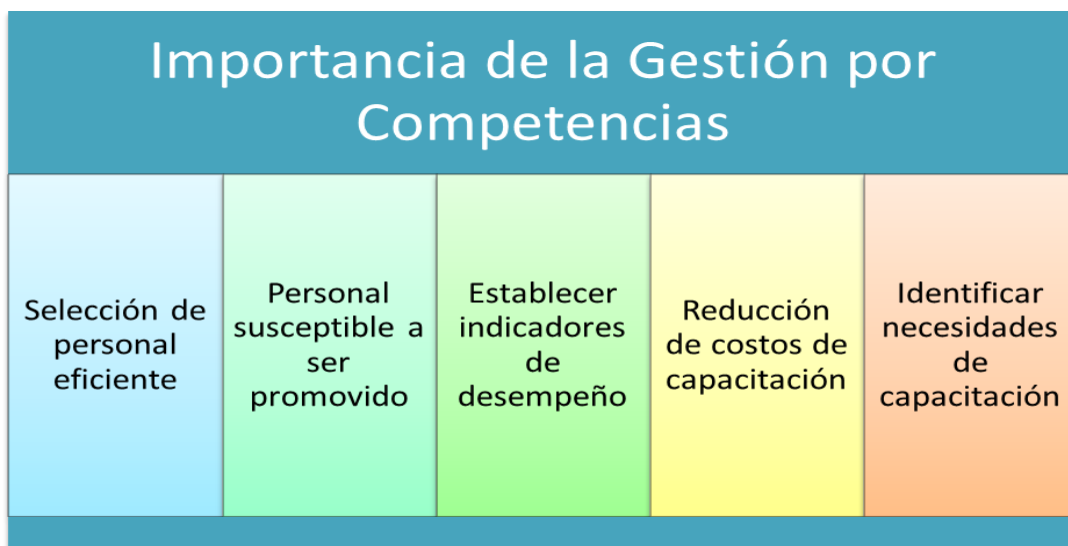 Importancia de la Gestión por
Competencias
Selección de
personal
eficiente
Personal
susceptible a
ser
promovido
Establecer
indicadores
de
desempeño
Reducción
de costos de
capacitación
Identificar
necesidades
de
capacitación